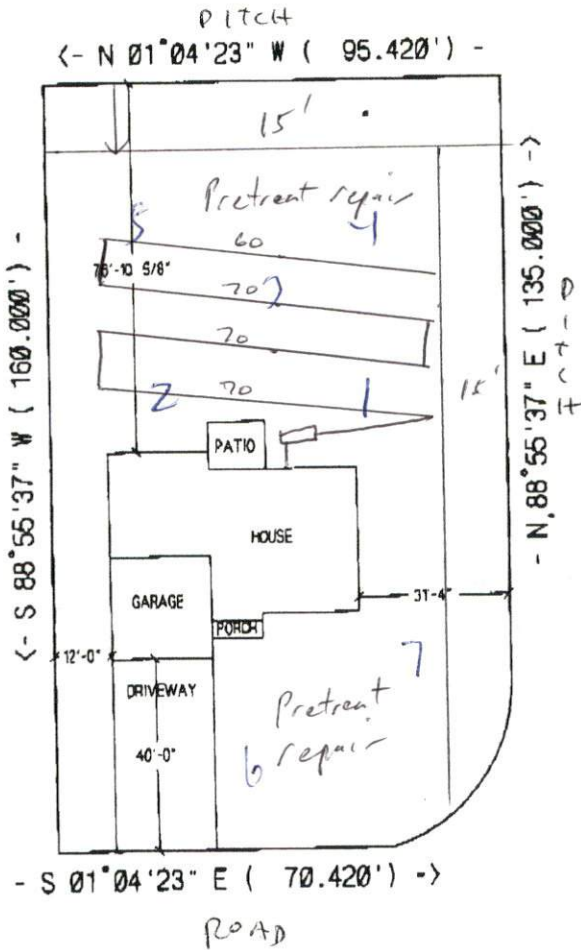 DITCH
<- N 01°04'23" W ( 95.420') -
15'
Pretreat repair
5
4
60
76'-10 5/8"
70
3
70
70
2
1
15'
<- S 88°55'37" W ( 160.000') -
- N 88°55'37" E ( 135.000') ->
DITCH
PATIO
HOUSE
GARAGE
31'-4"
PORCH
12'-0"
DRIVEWAY
7
Pretreat
repair
40'-0"
6
- S 01°04'23" E ( 70.420') ->
ROAD